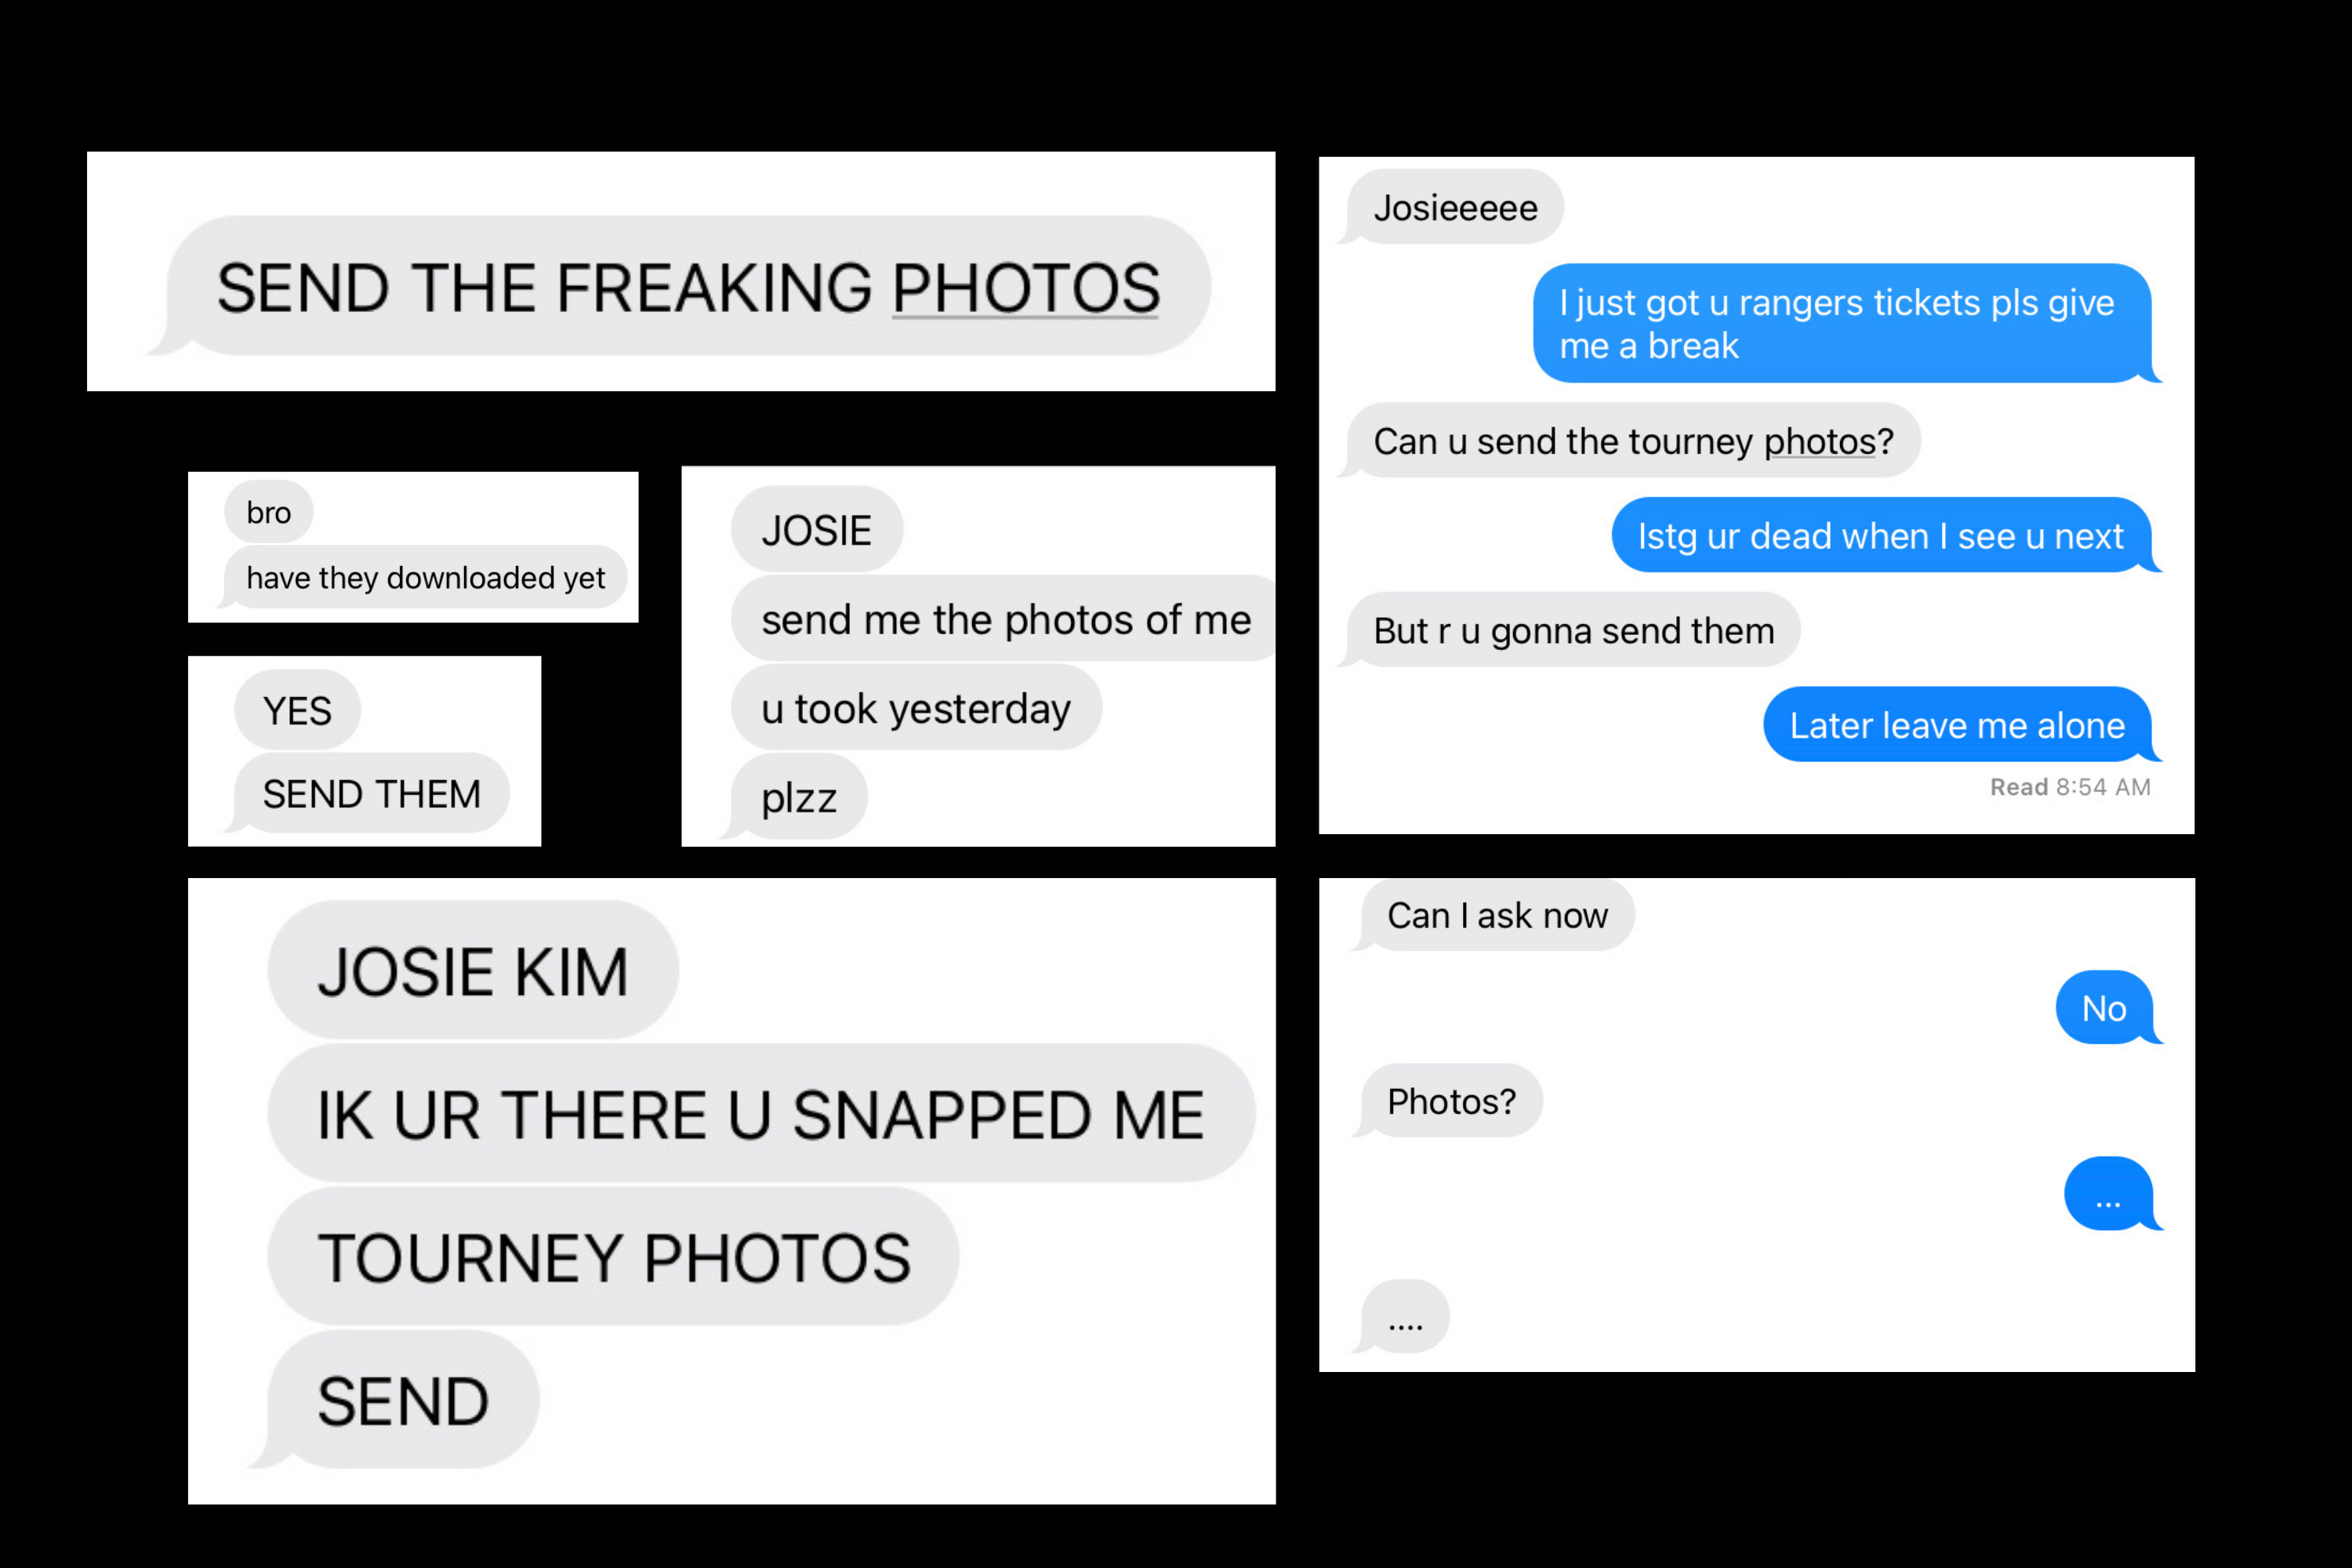 SEND THE FREAKING PHOTOS
bro
have they downloaded yet
YES
SEND THEM
JOSIE
send me the photos of me
u took yesterday
plzz
JOSIE KIM
IK UR THERE U SNAPPED ME
TOURNEY PHOTOS
SEND
Josieeeee
I just got u rangers tickets pls give
me a break
Can u send the tourney photos?
Istg ur dead when I see u next
But r u gonna send them
Later leave me alone
Read 8:54 AM
Can I ask now
No
Photos?
...
....